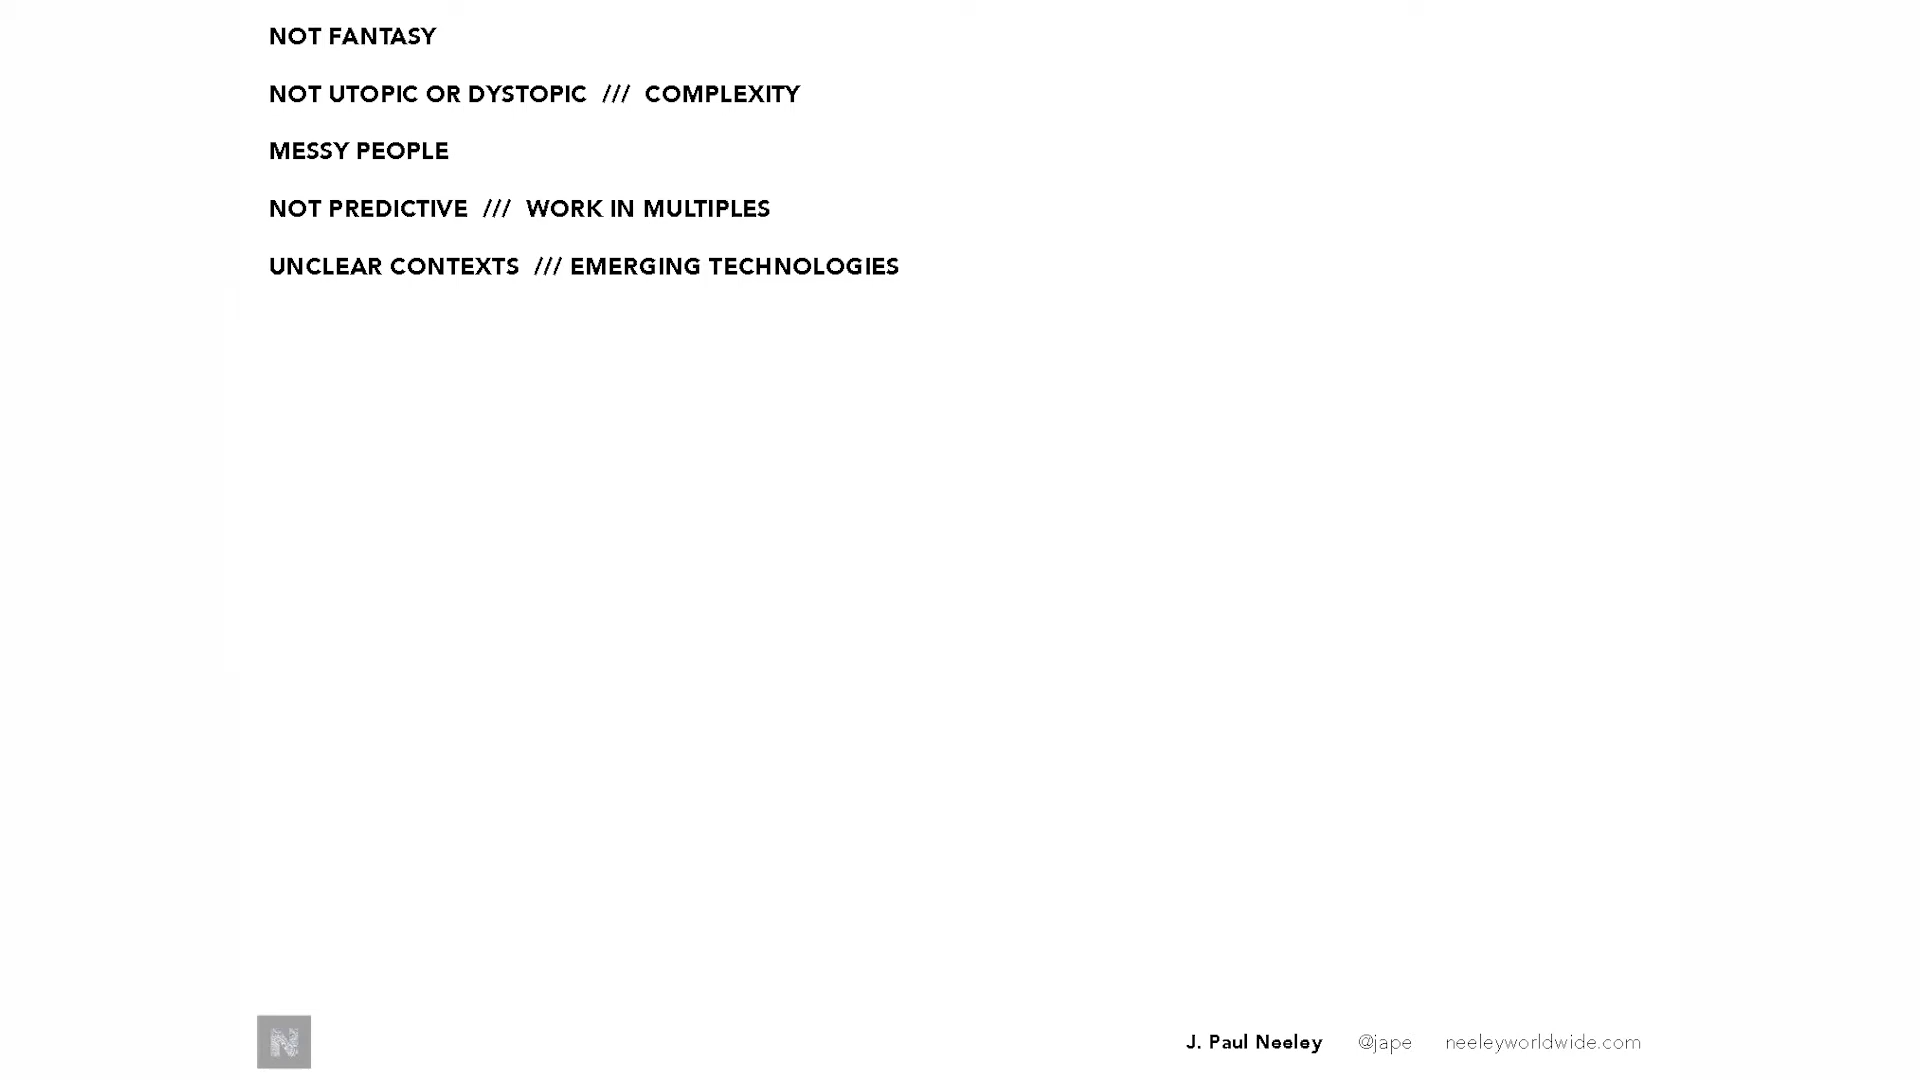 NOT FANTASY
NOT UTOPIC OR DYSTOPIC /// COMPLEXITY
MESSY PEOPLE
NOT PREDICTIVE /// WORK IN MULTIPLES
UNCLEAR CONTEXTS /// EMERGING TECHNOLOGIES
N
J. Paul Neeley @jape neeleyworldwide.com